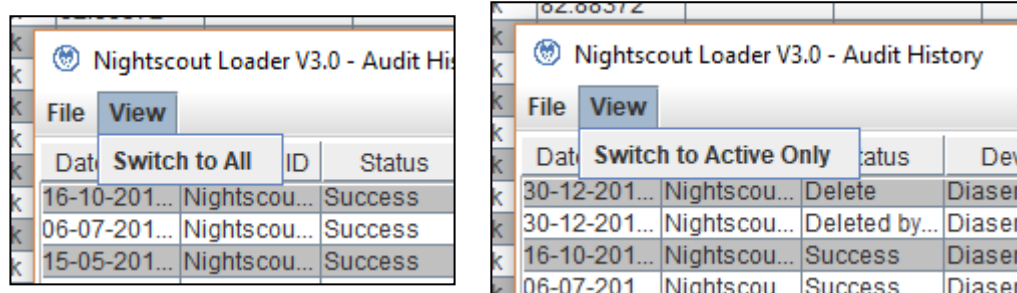 Nightscout Loader V3.0 - Audit His
File View
Switch to All
Date ID Status
16-10-201... Nightscou... Success
06-07-201... Nightscou... Success
15-05-201... Nightscou... Success
82.88372
Nightscout Loader V3.0 - Audit History
File View
Switch to Active Only
Dat tatus Dev
30-12-201... Nightscou... Delete Diaser
30-12-201... Nightscou... Deleted by... Diaser
16-10-201... Nightscou... Success Diaser
06-07-201 Nightscou Success Diaser